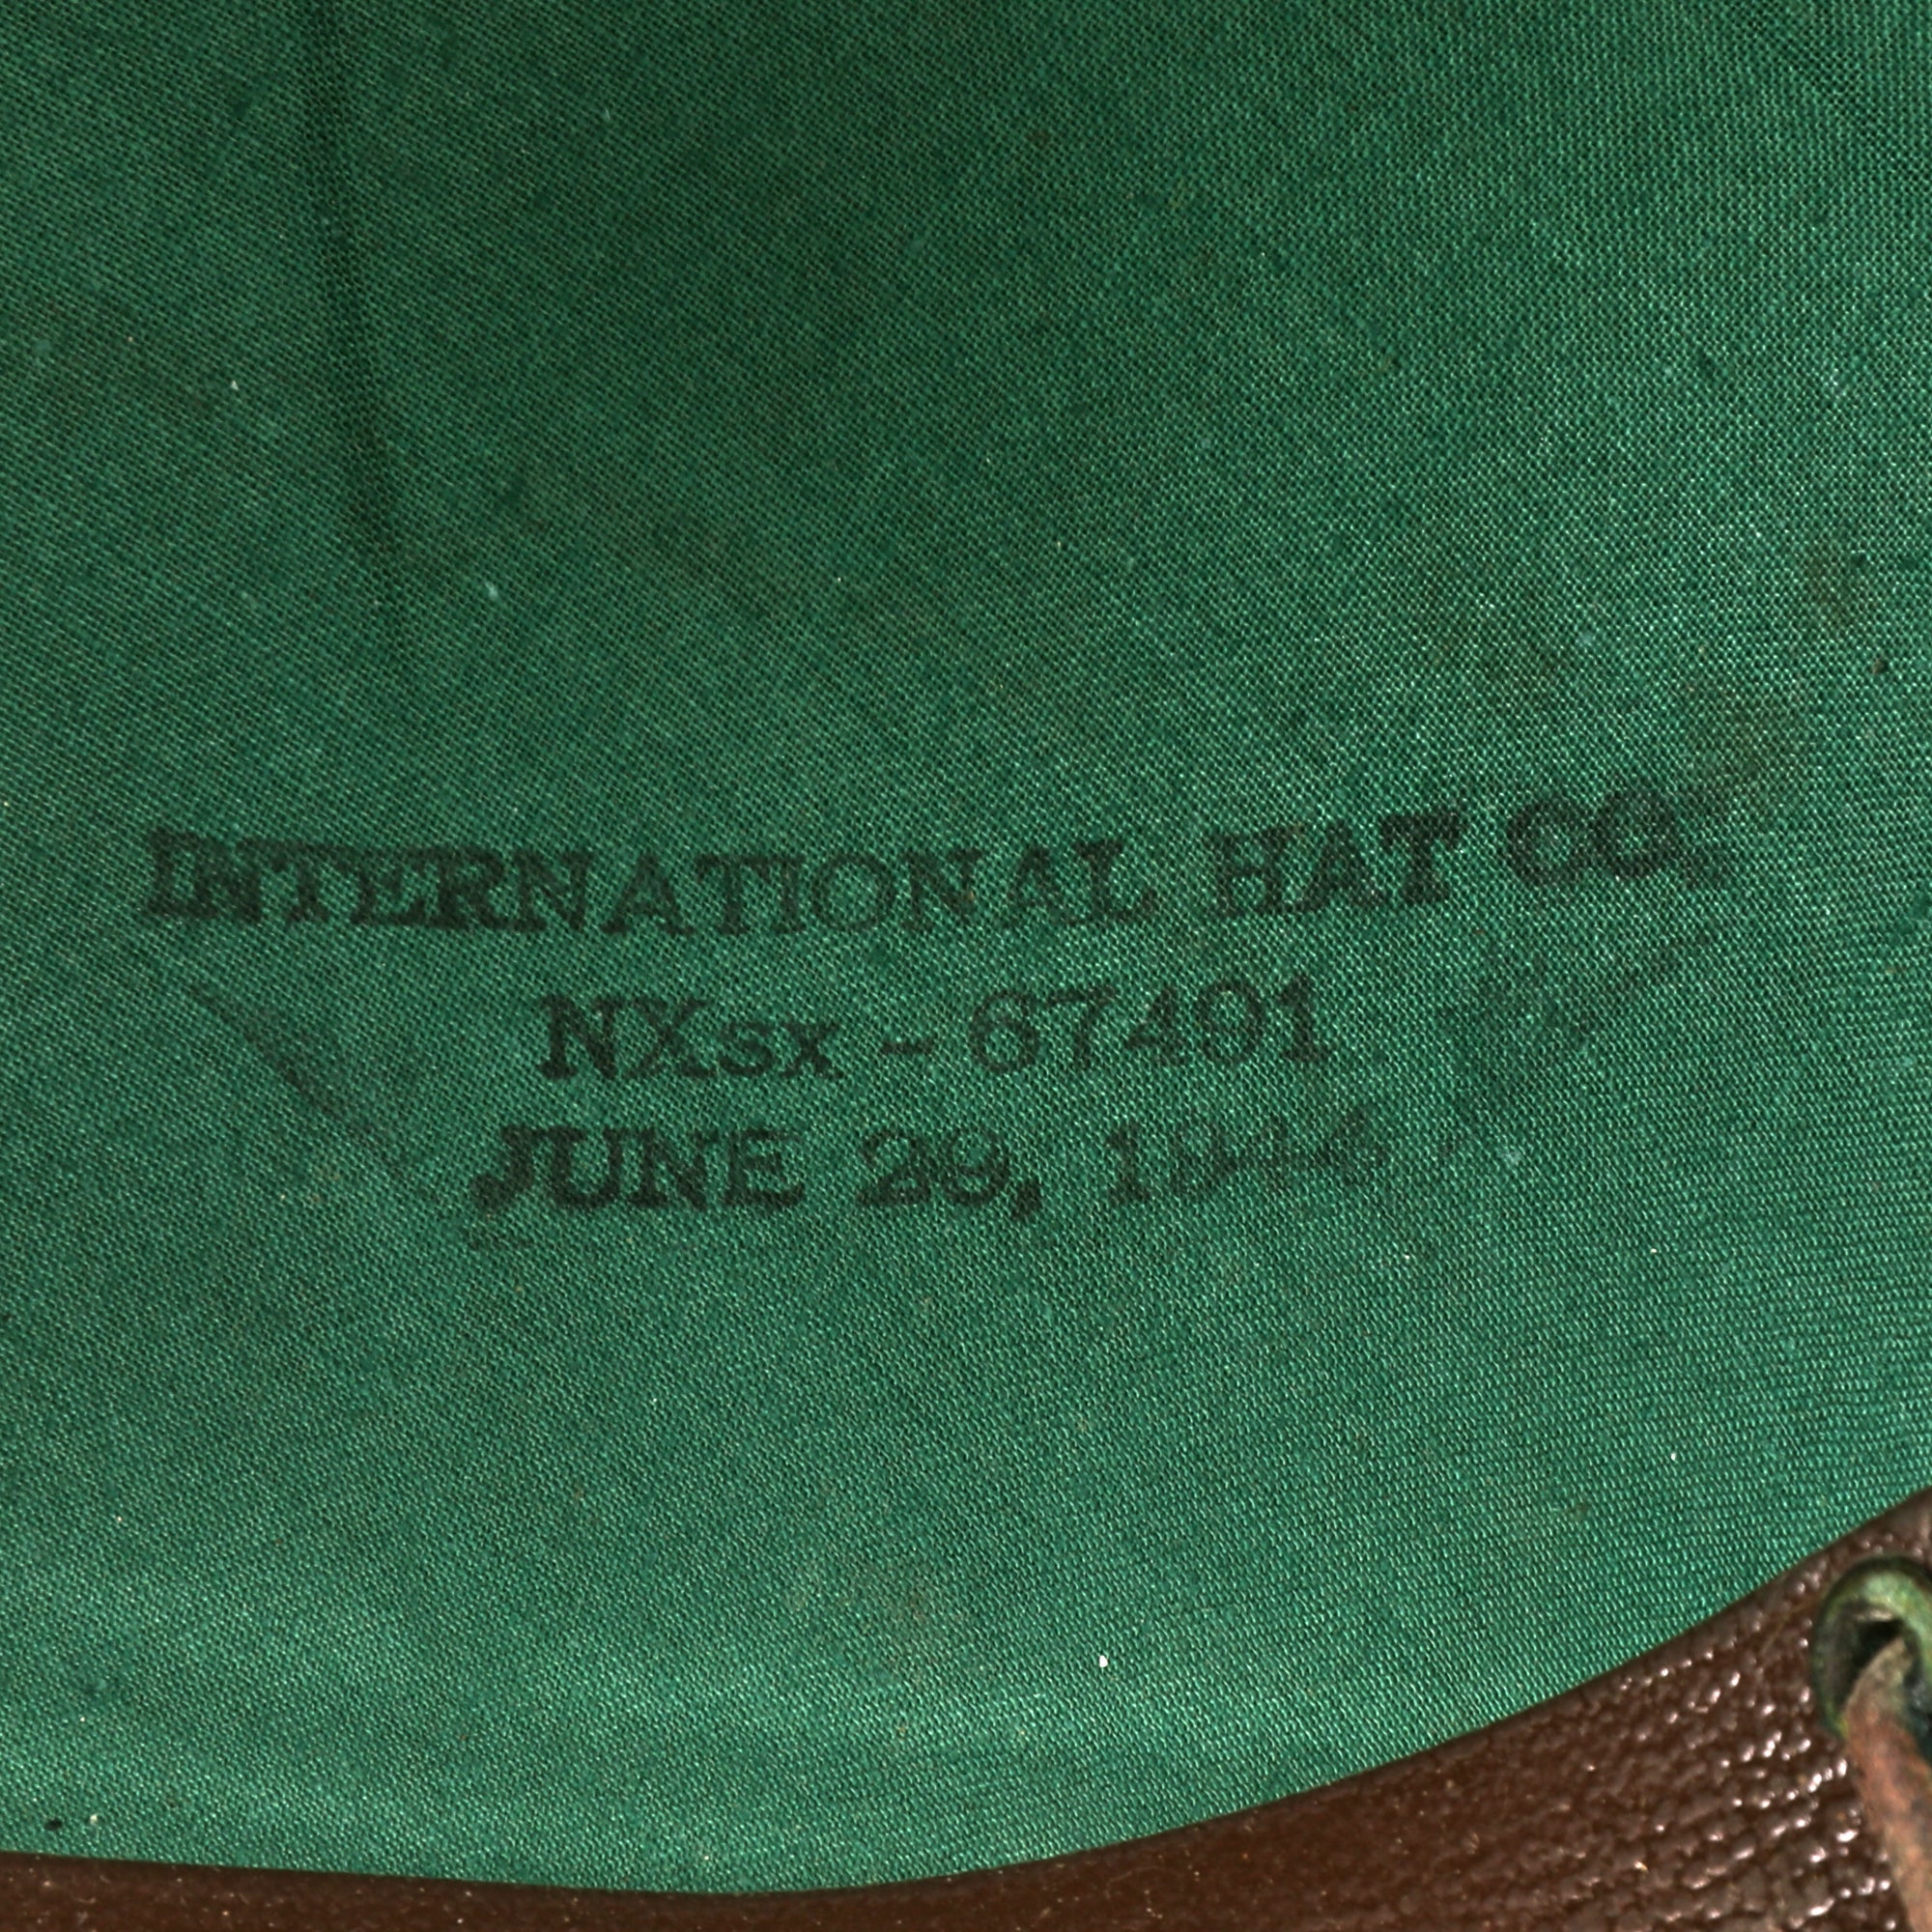 INTERNATIONAL HAT CO.
NXsx - 67491
JUNE 29, 1944